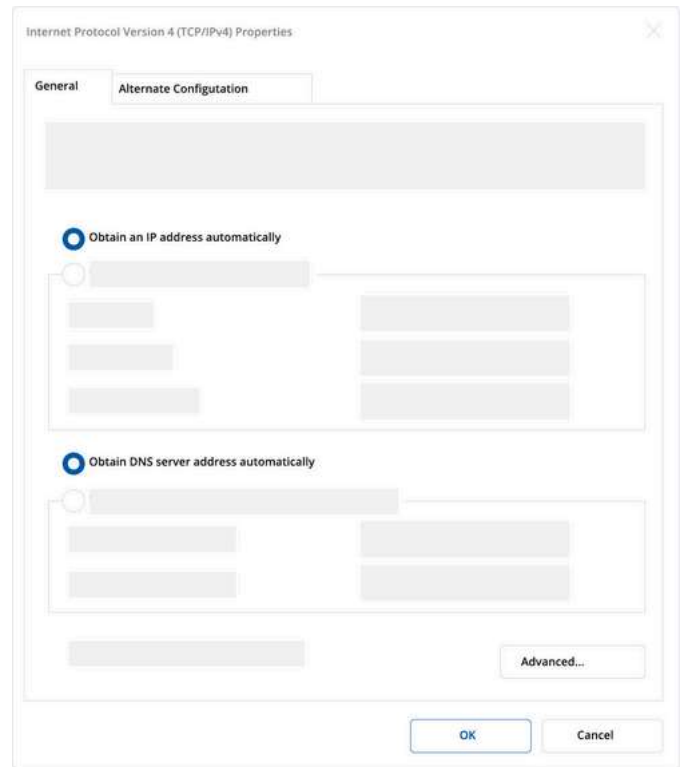 Internet Protocol Version 4 (TCP/IPv4) Properties
General
Alternate Configutation
Obtain an IP address automatically
Obtain DNS server address automatically
Advanced...
OK
Cancel